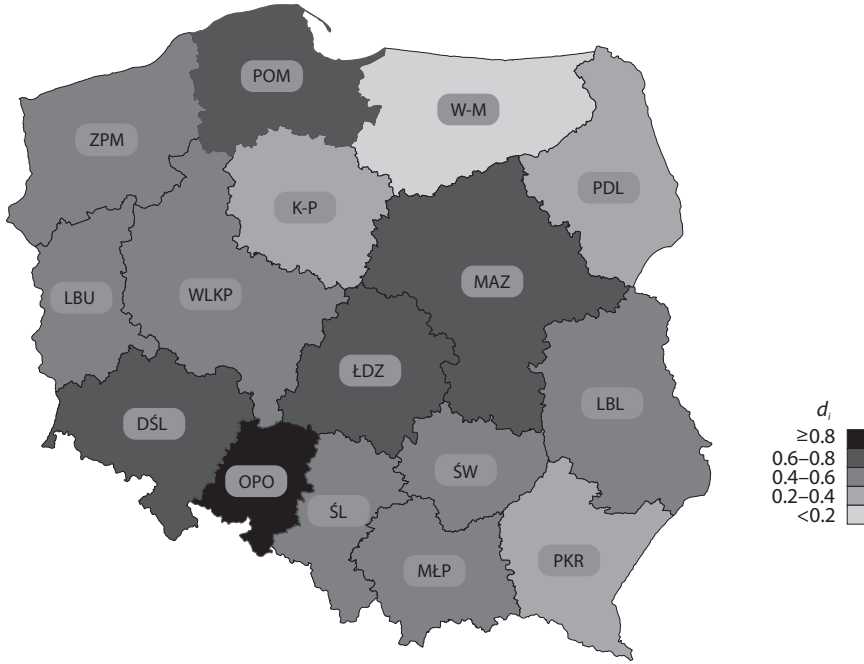 POM
W-M
ZPM
PDL
K-P
MAZ
LBU
WLKP
ŁDZ
LBL
DŚL
ŚW
OPO
ŚL
PKR
MŁP
dᵢ
≥0.8
0.6–0.8
0.4–0.6
0.2–0.4
<0.2